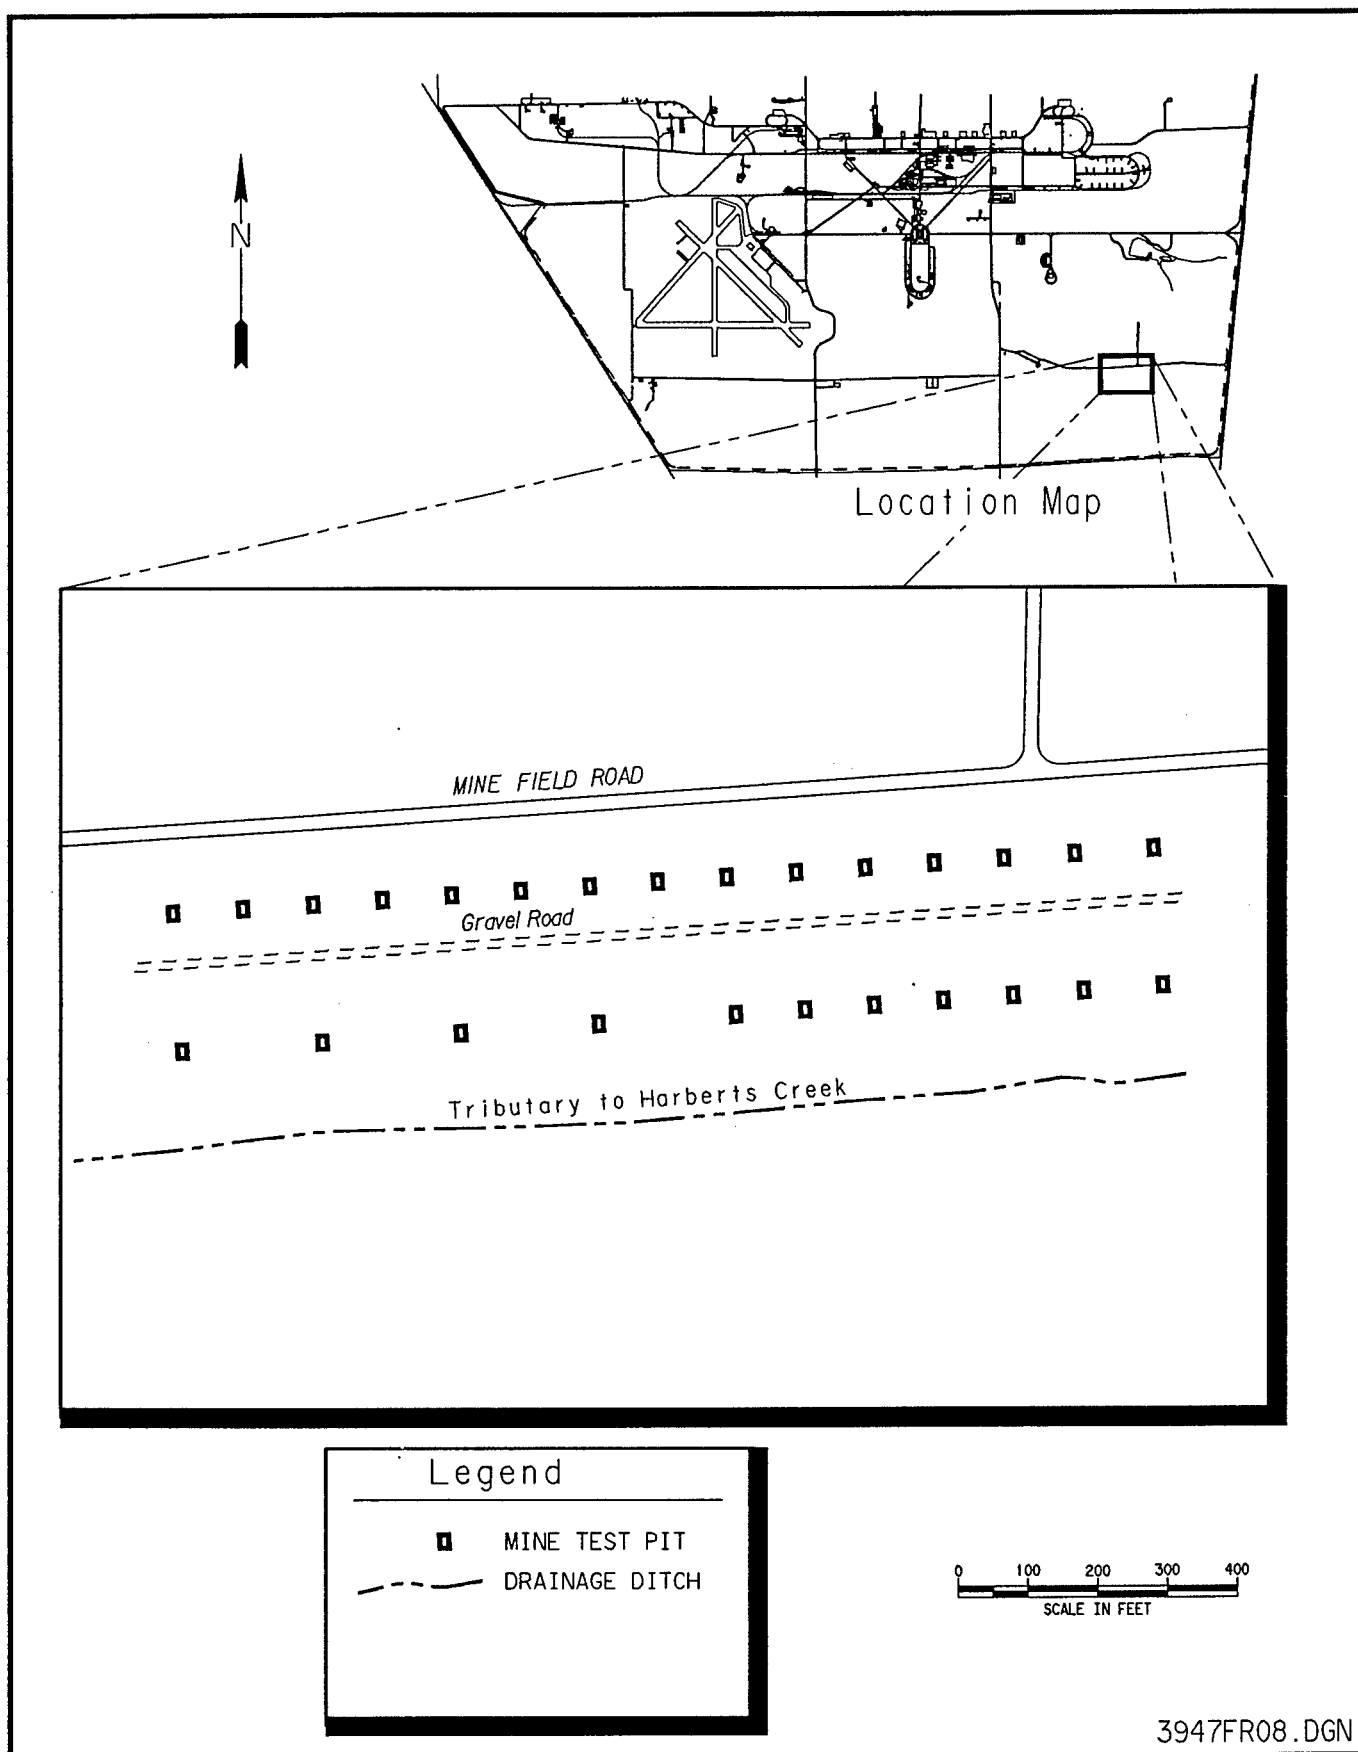 N
Location Map
MINE FIELD ROAD
Gravel Road
Tributary to Harberts Creek
Legend
MINE TEST PIT
DRAINAGE DITCH
0 100 200 300 400
SCALE IN FEET
3947FR08.DGN